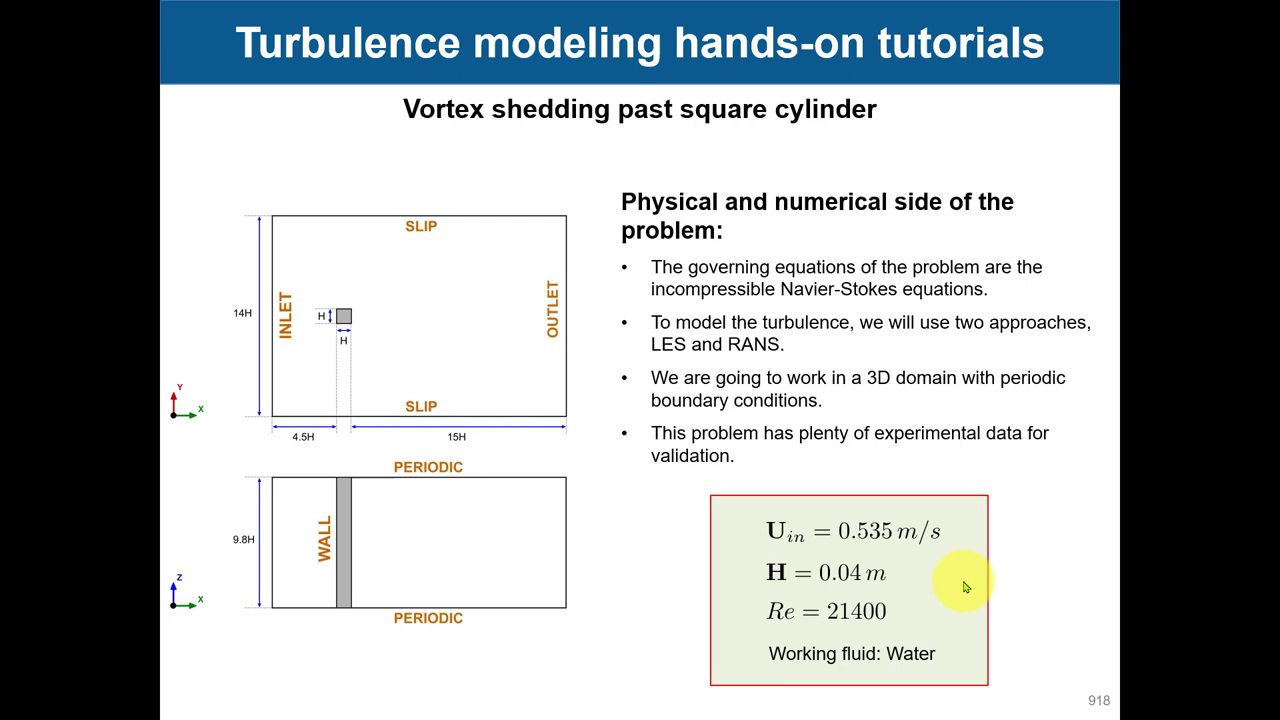 Turbulence modeling hands-on tutorials
Vortex shedding past square cylinder
SLIP
14H
INLET
H
H
OUTLET
Y
X
SLIP
4.5H
15H
PERIODIC
9.8H
WALL
Z
X
PERIODIC
Physical and numerical side of the
problem:
• The governing equations of the problem are the
incompressible Navier-Stokes equations.
• To model the turbulence, we will use two approaches,
LES and RANS.
• We are going to work in a 3D domain with periodic
boundary conditions.
• This problem has plenty of experimental data for
validation.
U_in = 0.535 m/s
H = 0.04 m
Re = 21400
Working fluid: Water
918